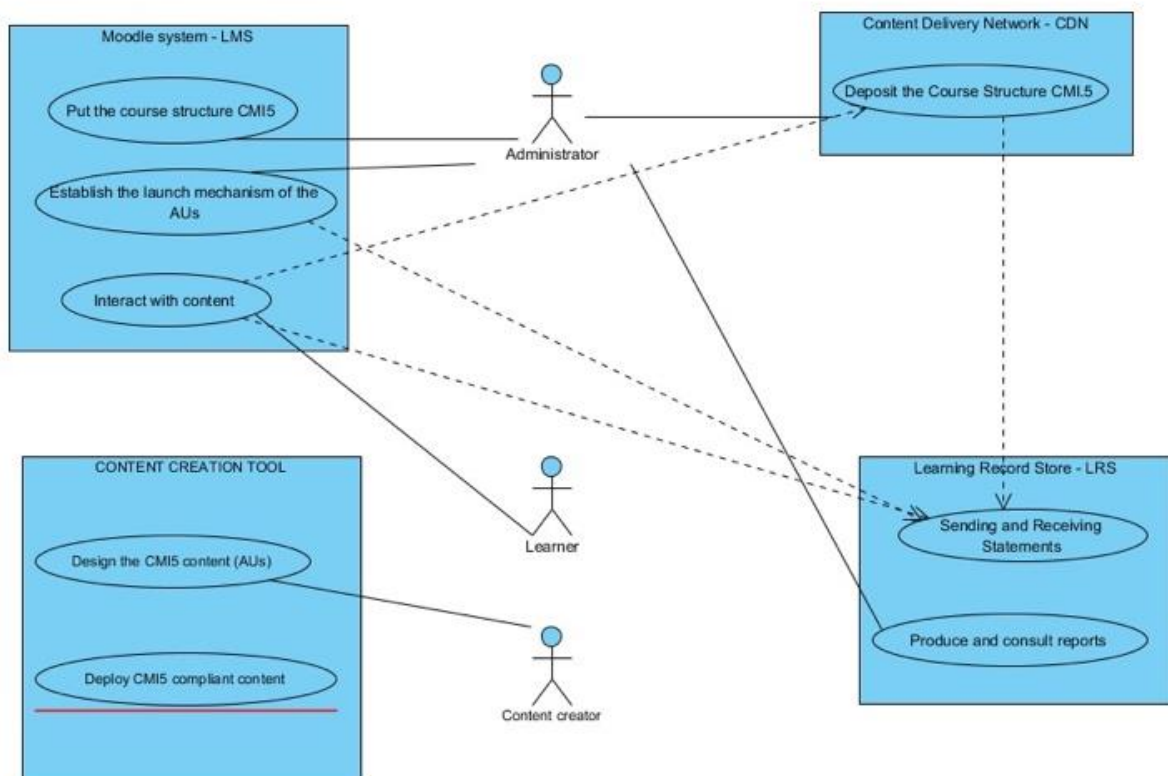 Moodle system - LMS
Put the course structure CMI5
Establish the launch mechanism of the
AUs
Interact with content
Administrator
Content Delivery Network - CDN
Deposit the Course Structure CMI.5
CONTENT CREATION TOOL
Design the CMI5 content (AUs)
Deploy CMI5 compliant content
Learner
Content creator
Learning Record Store - LRS
Sending and Receiving
Statements
Produce and consult reports